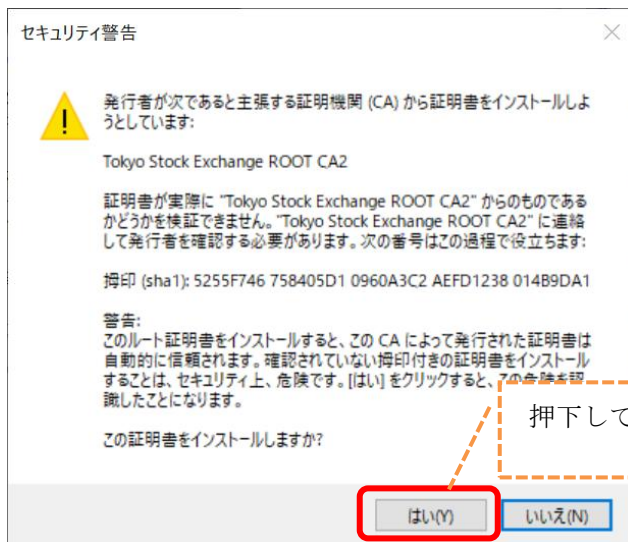 セキュリティ警告
発行者が次であると主張する証明機関 (CA) から証明書をインストールしよ
うとしています:
Tokyo Stock Exchange ROOT CA2
証明書が実際に "Tokyo Stock Exchange ROOT CA2" からのものである
かどうかを検証できません。"Tokyo Stock Exchange ROOT CA2" に連絡
して発行者を確認する必要があります。次の番号はこの過程で役立ちます:
拇印 (sha1): 5255F746 758405D1 0960A3C2 AEFD1238 014B9DA1
警告:
このルート証明書をインストールすると、この CA によって発行された証明書は
自動的に信頼されます。確認されていない拇印付きの証明書をインストール
することは、セキュリティ上、危険です。[はい] をクリックすると、この危険を認
識したことになります。
押下して
この証明書をインストールしますか?
はい(Y)
いいえ(N)